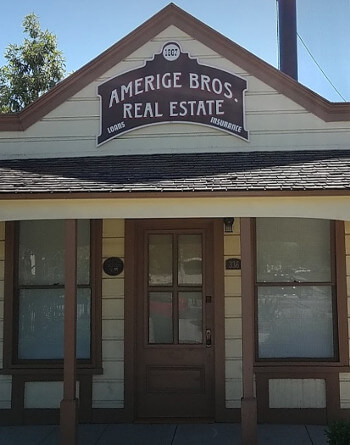 1887
AMERIGE BROS.
REAL ESTATE
LOANS INSURANCE